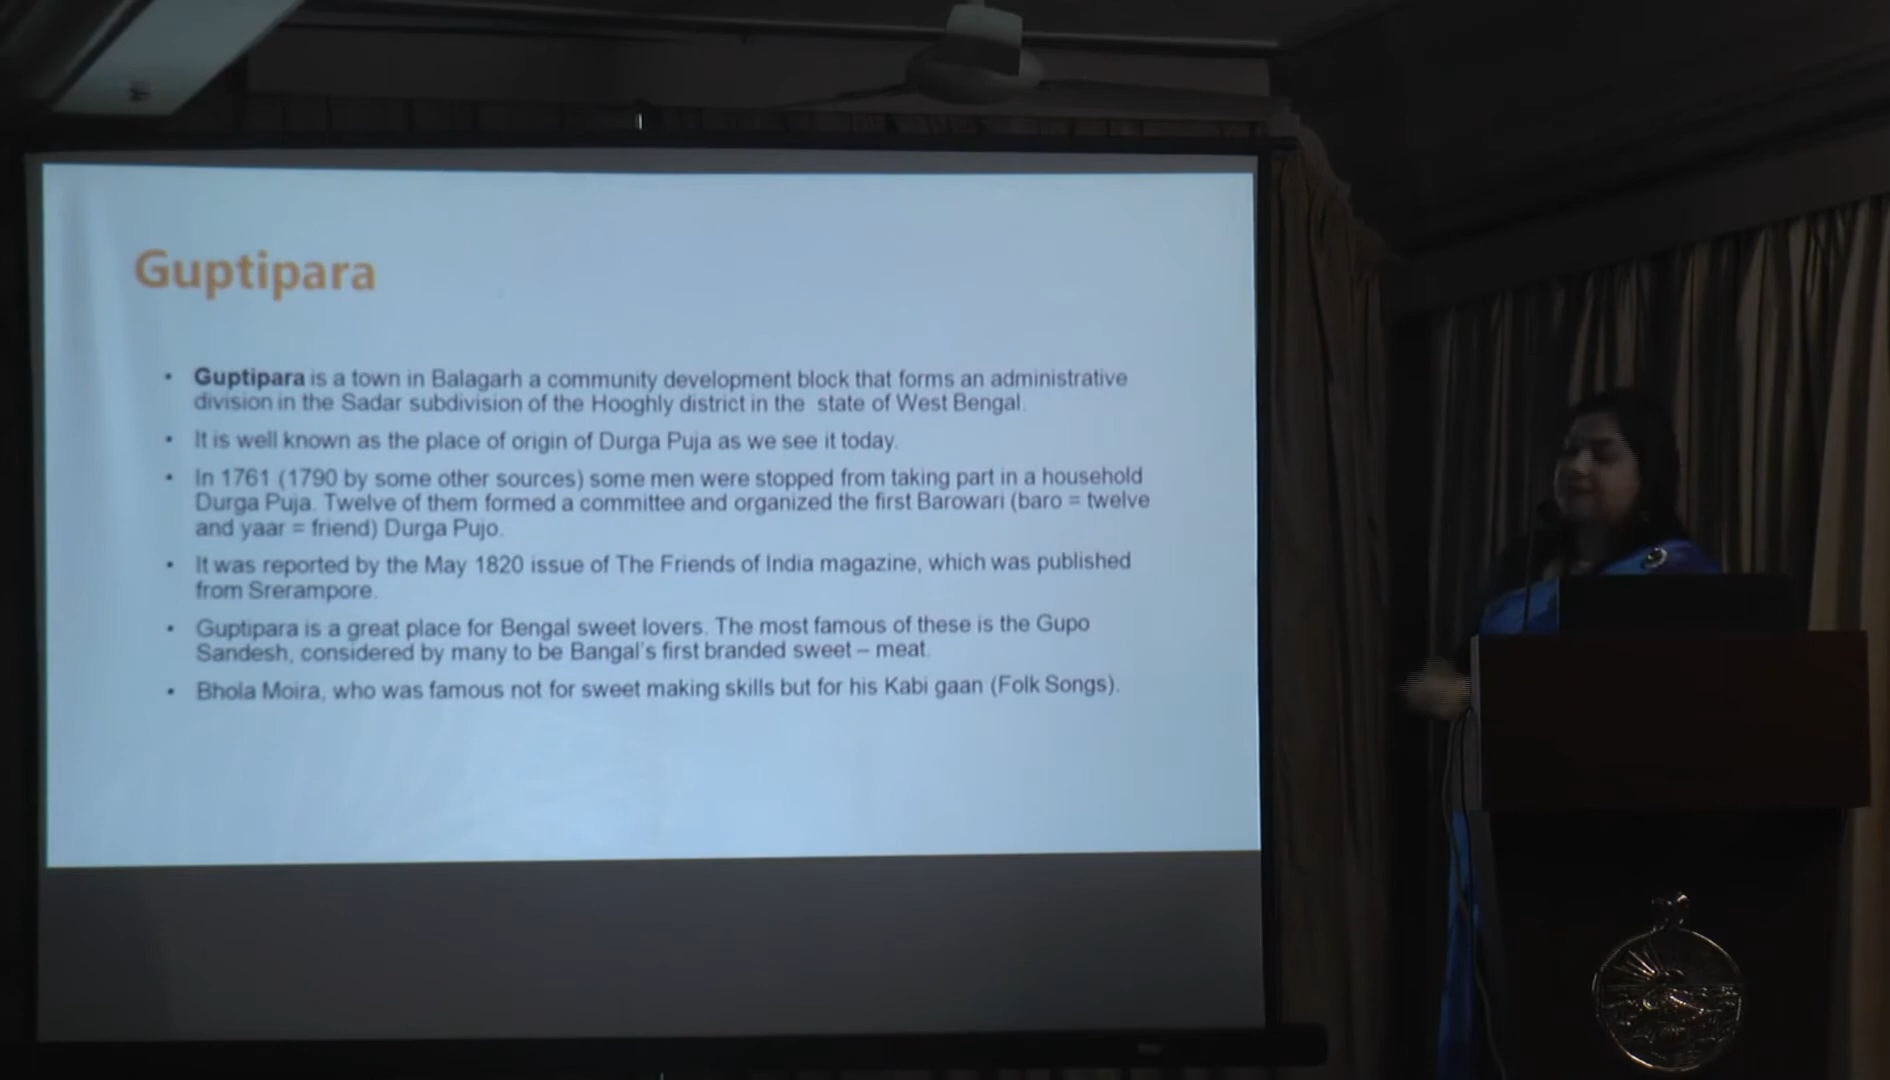 Guptipara
• Guptipara is a town in Balagarh a community development block that forms an administrative
division in the Sadar subdivision of the Hooghly district in the state of West Bengal.
• It is well known as the place of origin of Durga Puja as we see it today.
• In 1761 (1790 by some other sources) some men were stopped from taking part in a household
Durga Puja. Twelve of them formed a committee and organized the first Barowari (baro = twelve
and yaar = friend) Durga Pujo.
• It was reported by the May 1820 issue of The Friends of India magazine, which was published
from Srerampore.
• Guptipara is a great place for Bengal sweet lovers. The most famous of these is the Gupo
Sandesh, considered by many to be Bangal's first branded sweet – meat.
• Bhola Moira, who was famous not for sweet making skills but for his Kabi gaan (Folk Songs).